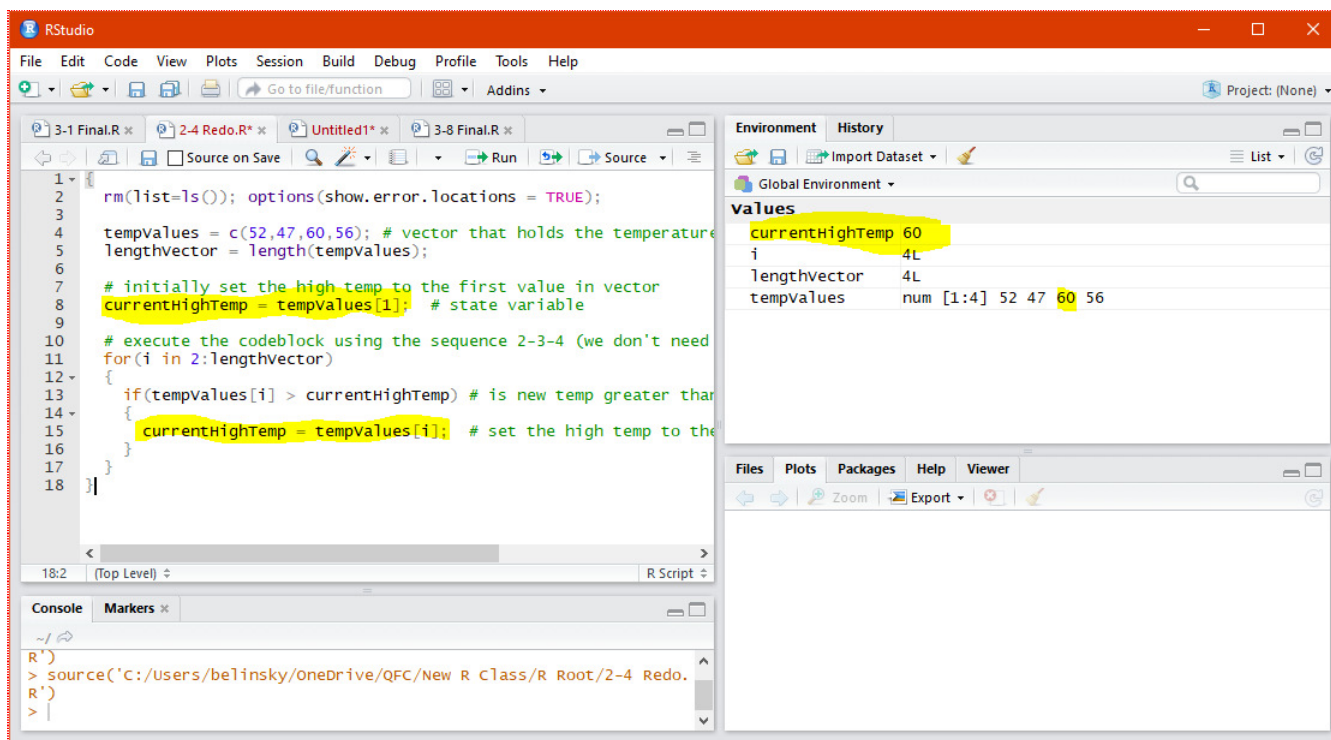 RStudio
File Edit Code View Plots Session Build Debug Profile Tools Help
Go to file/function Addins Project: (None)
3-1 Final.R 2-4 Redo.R* Untitled1* 3-8 Final.R
Source on Save Run Source
1 {
2 rm(list=ls()); options(show.error.locations = TRUE);
3
4 tempValues = c(52,47,60,56); # vector that holds the temperature
5 lengthVector = length(tempValues);
6
7 # initially set the high temp to the first value in vector
8 currentHighTemp = tempValues[1]; # state variable
9
10 # execute the codeblock using the sequence 2-3-4 (we don't need
11 for(i in 2:lengthVector)
12 {
13 if(tempValues[i] > currentHighTemp) # is new temp greater than
14 {
15 currentHighTemp = tempValues[i]; # set the high temp to the
16 }
17 }
18 }
18:2 (Top Level) R Script
Console Markers
~/
R')
> source('C:/Users/belinsky/OneDrive/QFC/New R Class/R Root/2-4 Redo.
R')
>
Environment History
Import Dataset List
Global Environment
Values
currentHighTemp 60
i 4L
lengthVector 4L
tempValues num [1:4] 52 47 60 56
Files Plots Packages Help Viewer
Zoom Export